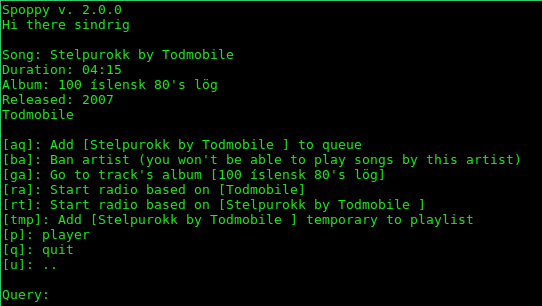 Spoppy v. 2.0.0
Hi there sindrig
Song: Stelpurokk by Todmobile
Duration: 04:15
Album: 100 íslensk 80's lög
Released: 2007
Todmobile
[aq]: Add [Stelpurokk by Todmobile ] to queue
[ba]: Ban artist (you won't be able to play songs by this artist)
[ga]: Go to track's album [100 íslensk 80's lög]
[ra]: Start radio based on [Todmobile]
[rt]: Start radio based on [Stelpurokk by Todmobile ]
[tmp]: Add [Stelpurokk by Todmobile ] temporary to playlist
[p]: player
[q]: quit
[u]: ..
Query: